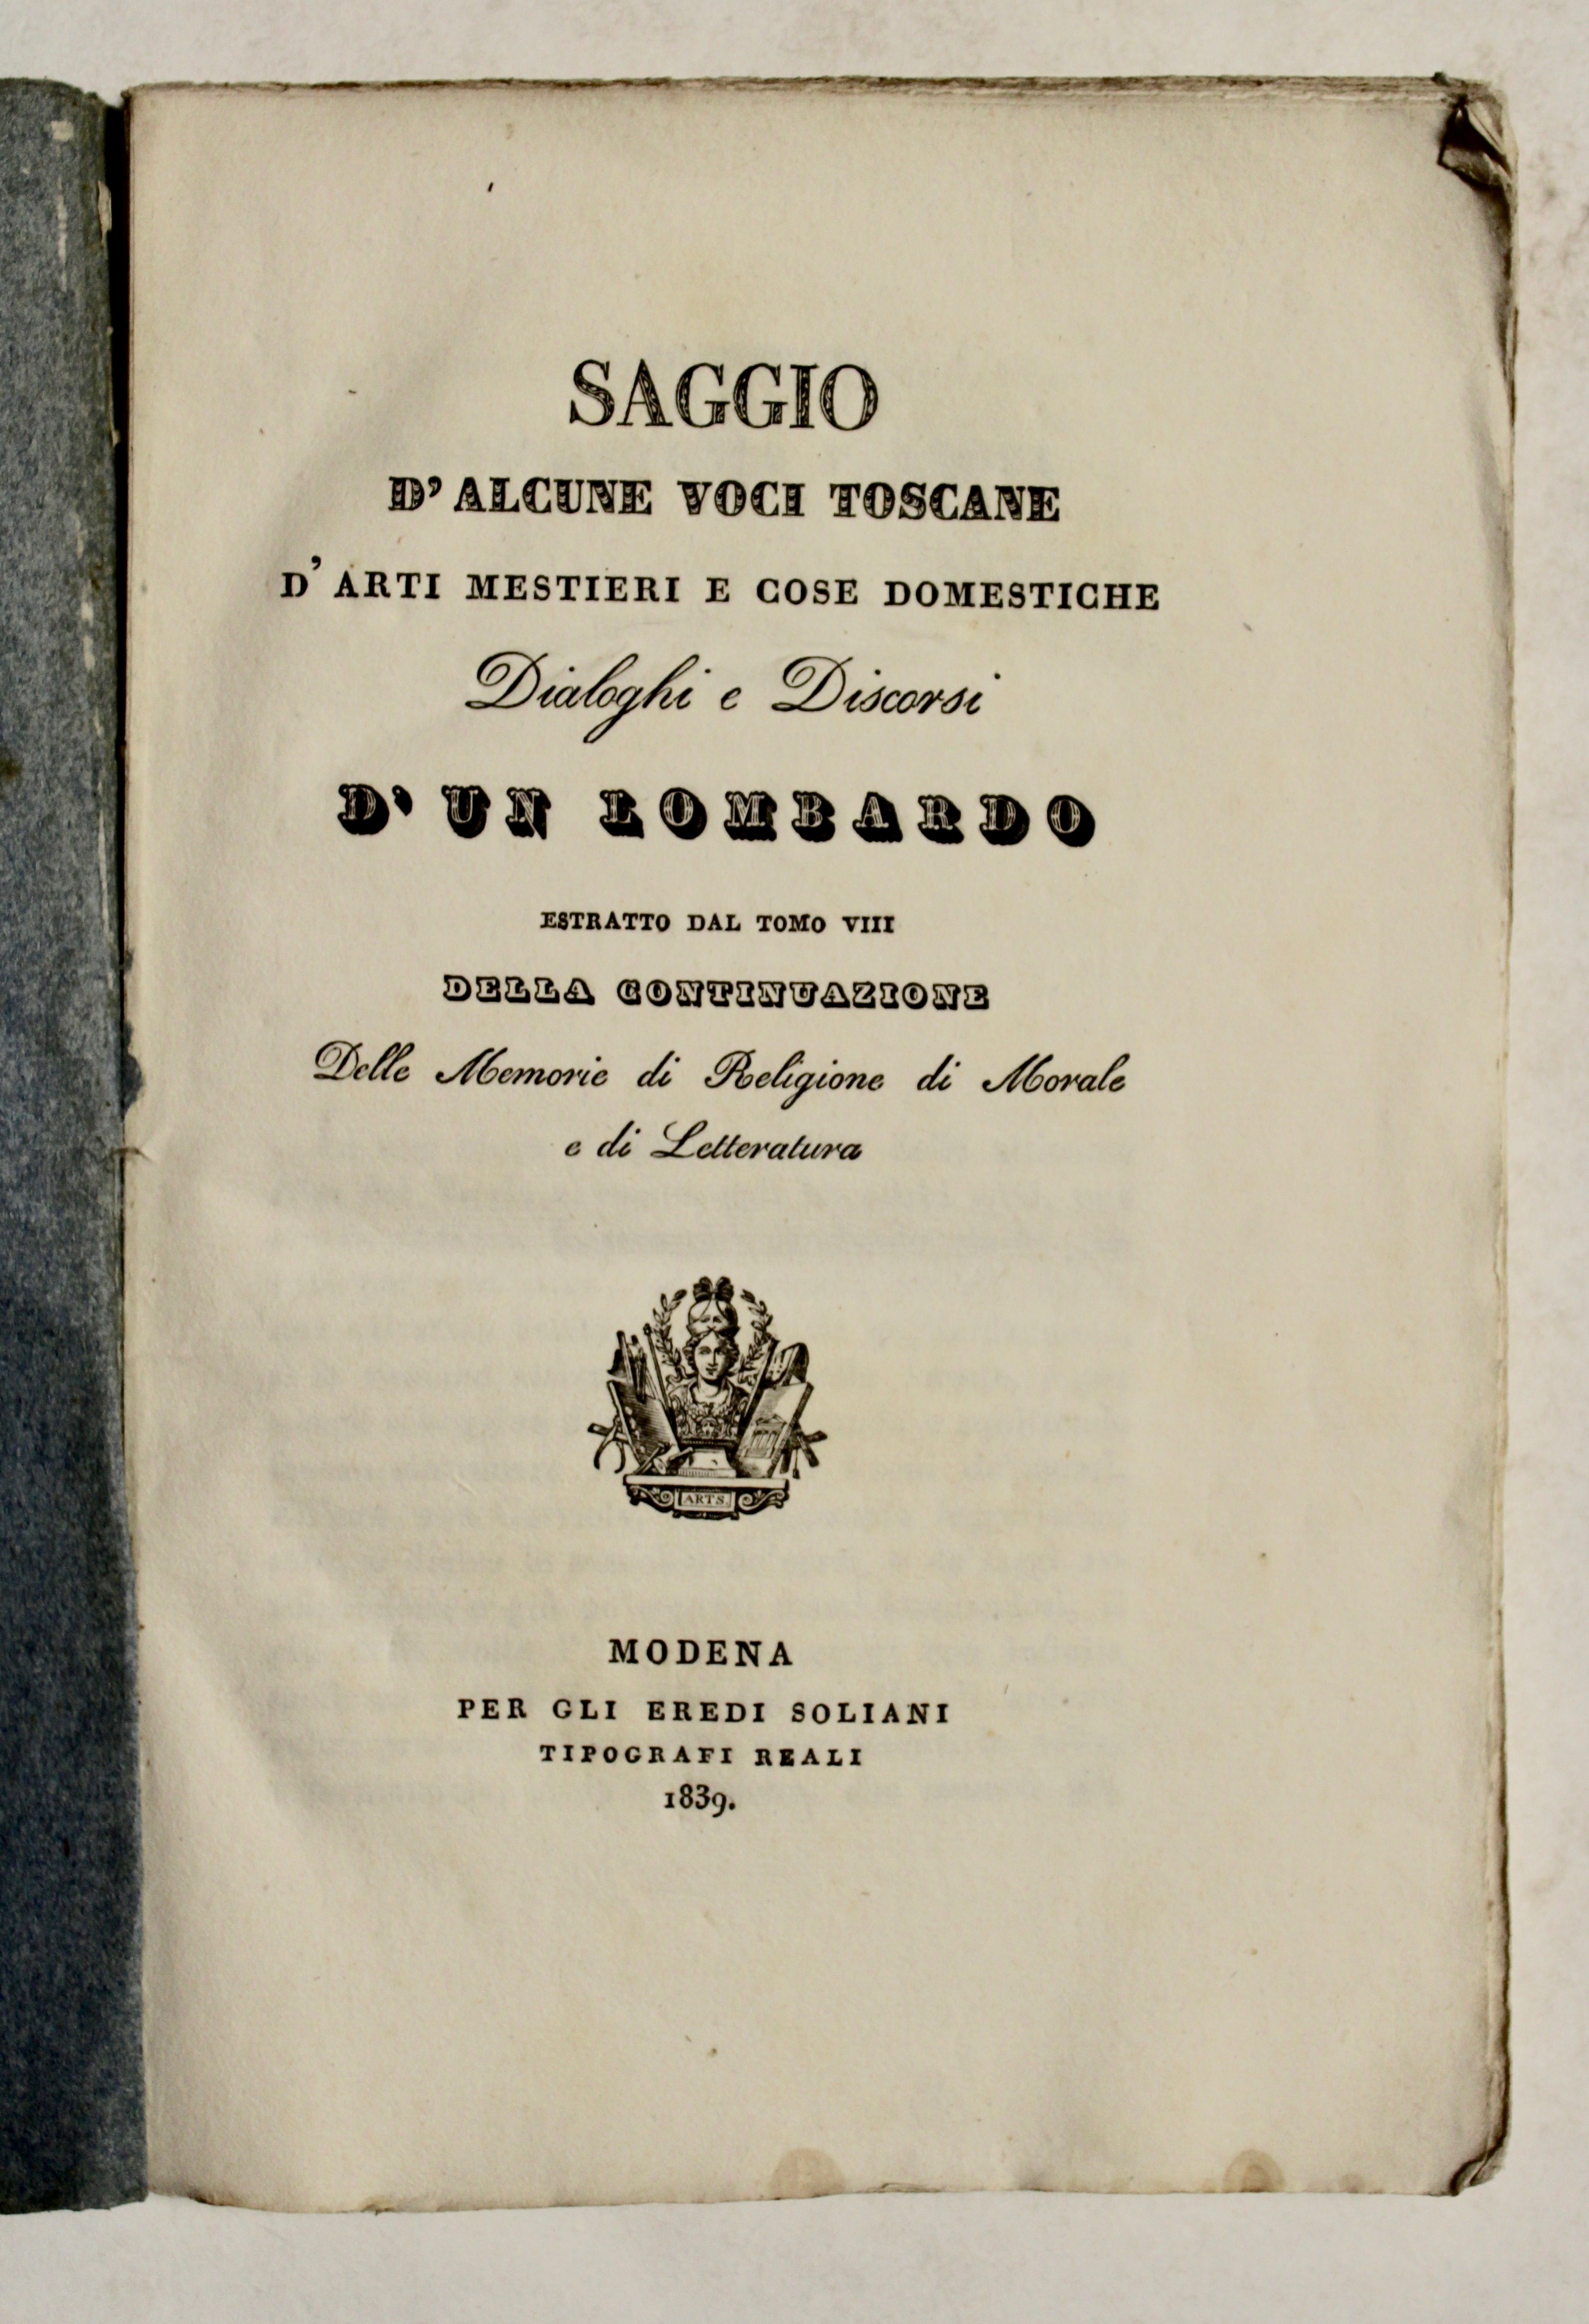 SAGGIO
D' ALCUNE VOCI TOSCANE
D' ARTI MESTIERI E COSE DOMESTICHE
Dialoghi e Discorsi
D' UN LOMBARDO
ESTRATTO DAL TOMO VIII
DELLA CONTINUAZIONE
Delle Memorie di Religione di Morale
e di Letteratura
ARTS.
MODENA
PER GLI EREDI SOLIANI
TIPOGRAFI REALI
1839.